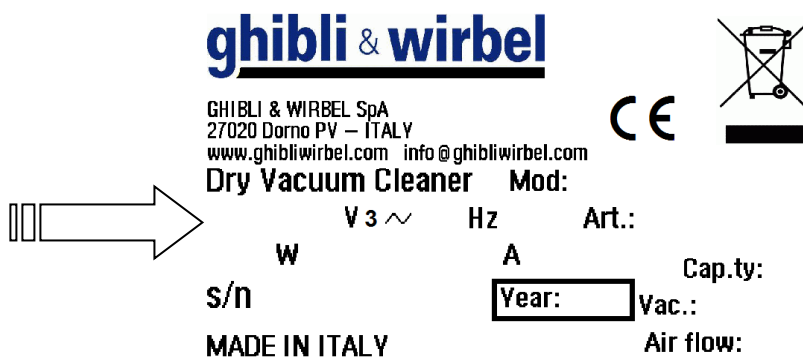 ghibli & wirbel
CE
GHIBLI & WIRBEL SpA
27020 Dorno PV – ITALY
www.ghibliwirbel.com info@ghibliwirbel.com
Dry Vacuum Cleaner Mod:
V 3 ~ Hz Art.:
W A Cap.ty:
s/n Year: Vac.:
MADE IN ITALY Air flow: